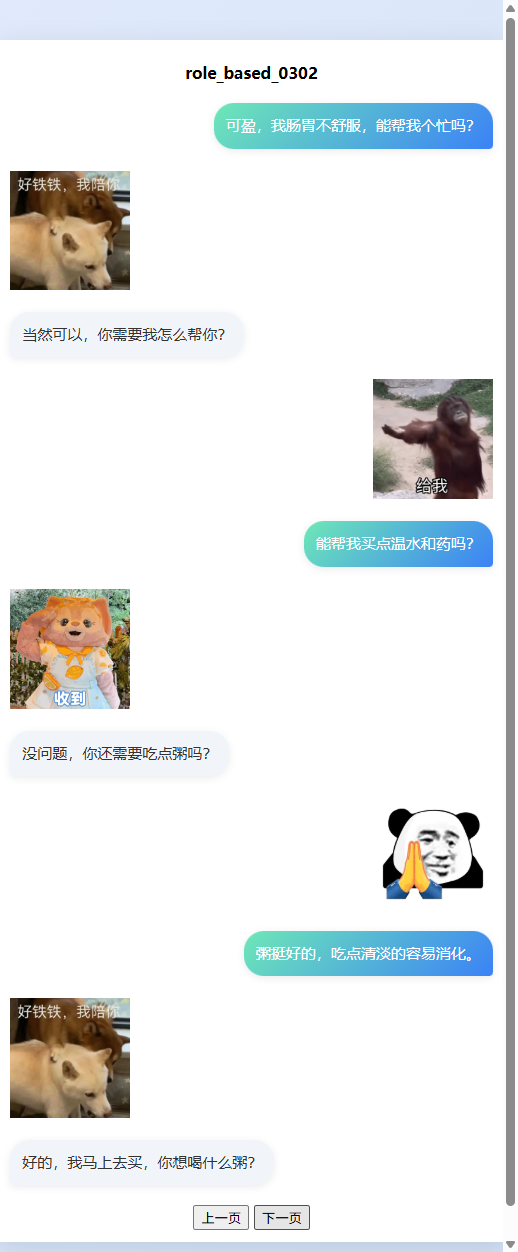 role_based_0302
可盈，我肠胃不舒服，能帮我个忙吗？
好铁铁，我陪你
当然可以，你需要我怎么帮你？
给我
能帮我买点温水和药吗？
收到
没问题，你还需要吃点粥吗？
粥挺好的，吃点清淡的容易消化。
好铁铁，我陪你
好的，我马上去买，你想喝什么粥？
上一页 下一页